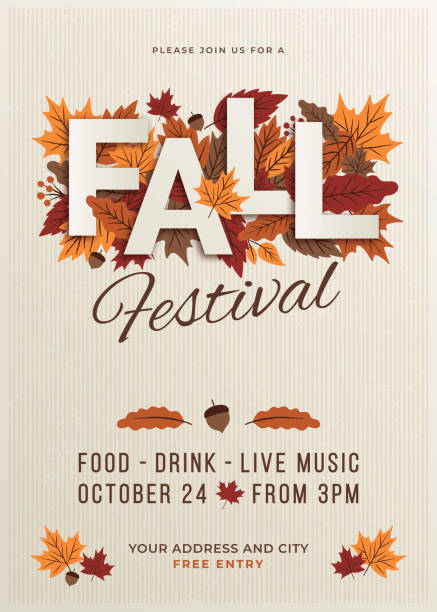 PLEASE JOIN US FOR A
FALL
Festival
FOOD - DRINK - LIVE MUSIC
OCTOBER 24 FROM 3PM
YOUR ADDRESS AND CITY
FREE ENTRY